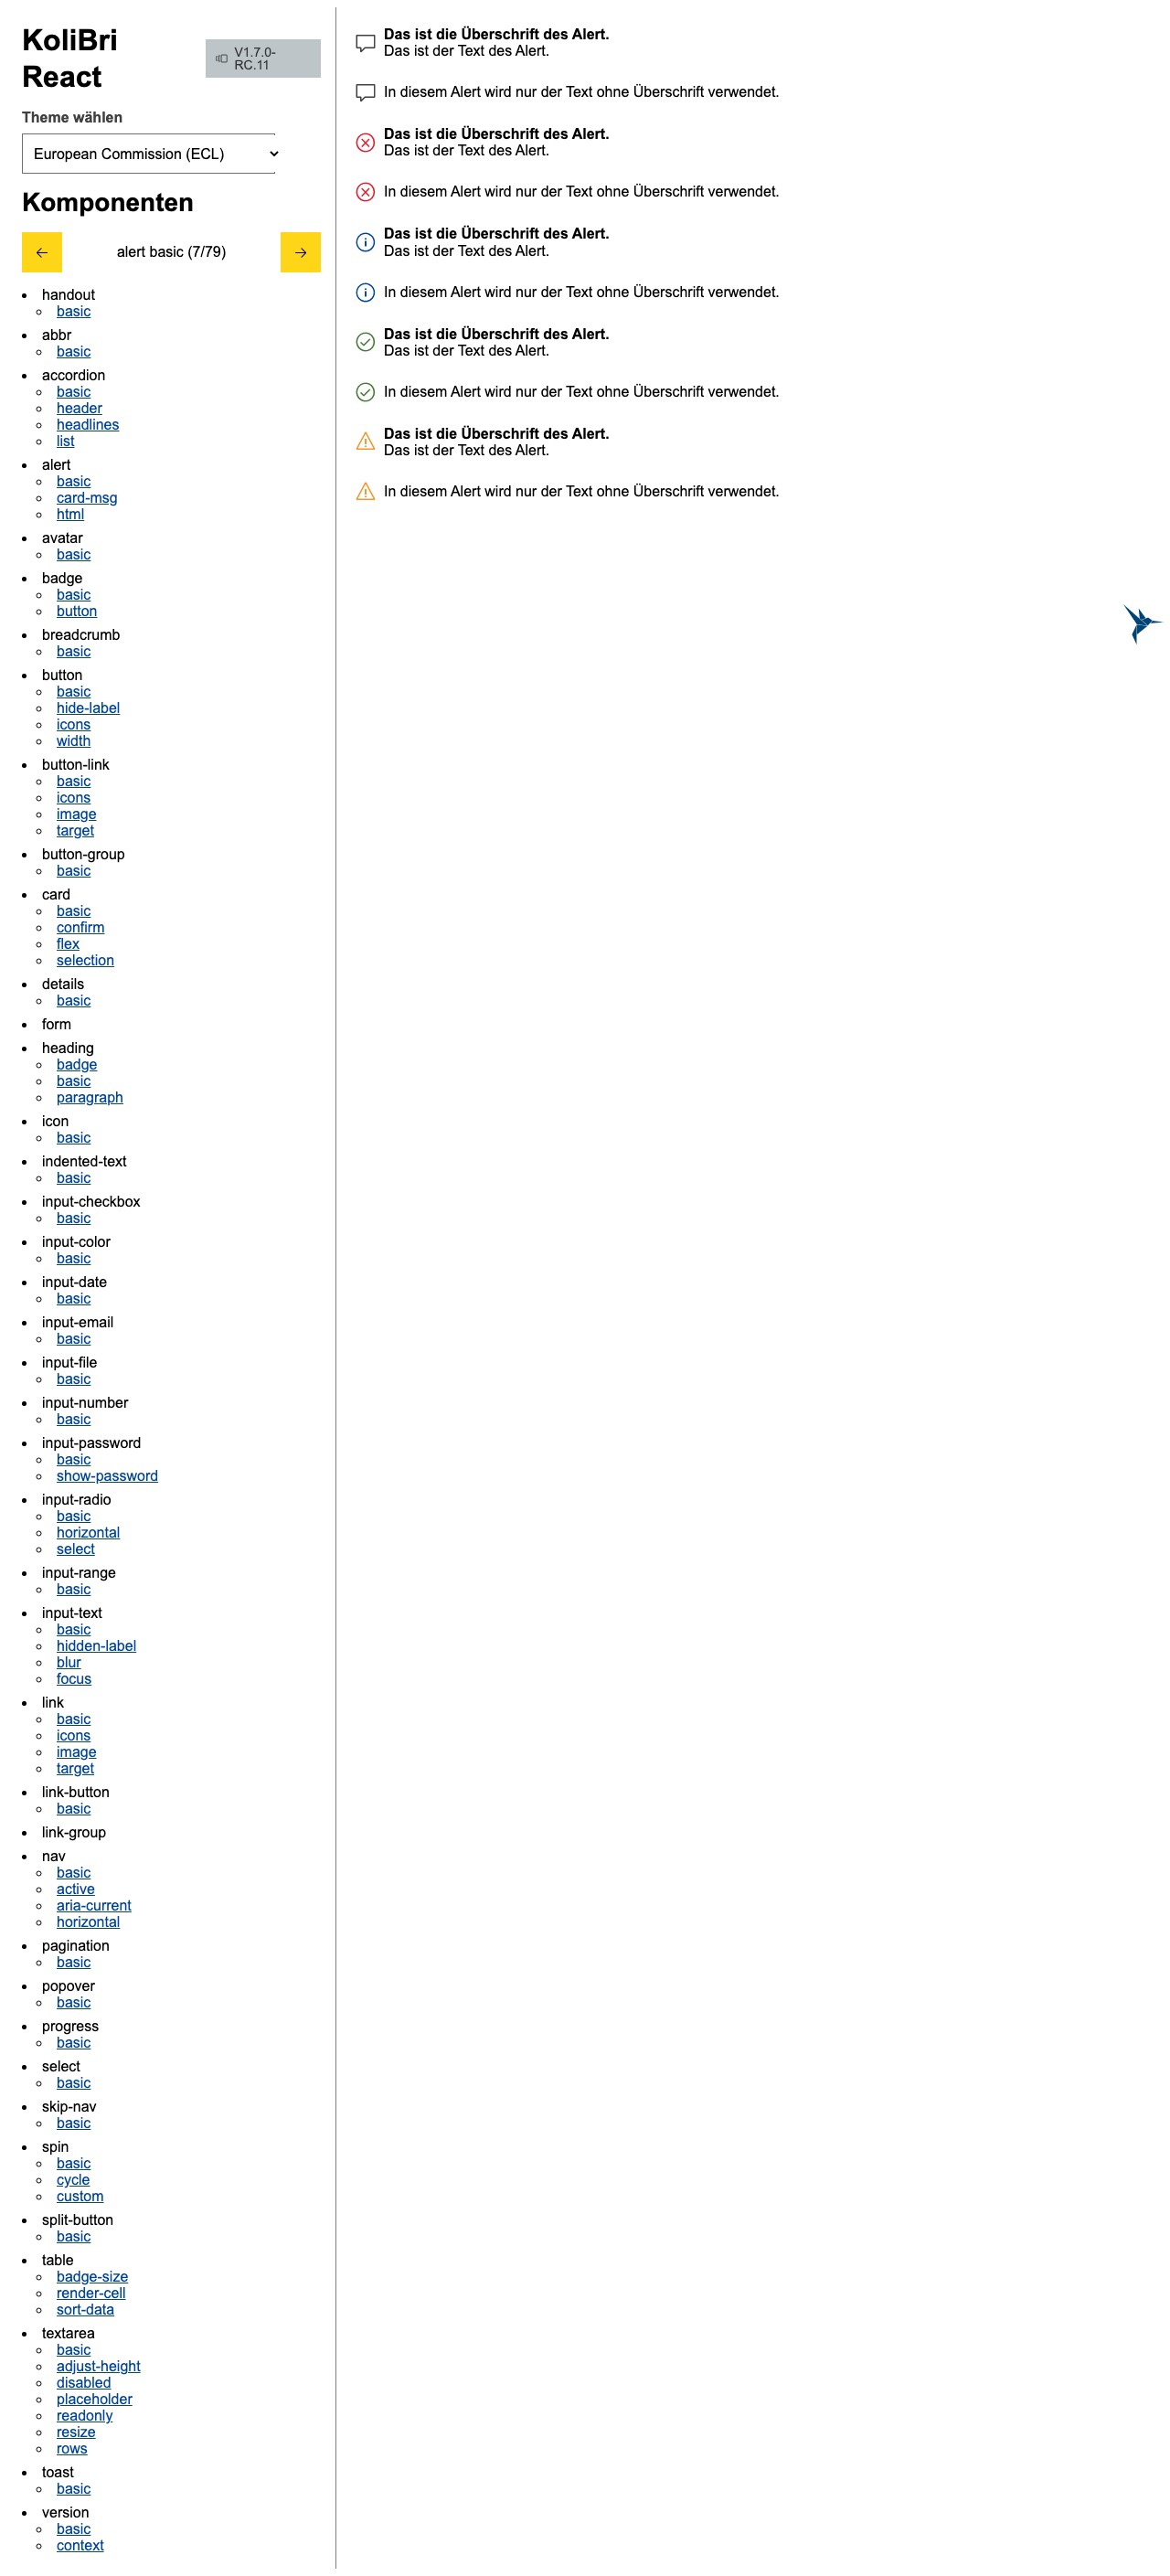 KoliBri
React
V1.7.0-
RC.11
Theme wählen
European Commission (ECL)
Komponenten
alert basic (7/79)
handout
basic
abbr
basic
accordion
basic
header
headlines
list
alert
basic
card-msg
html
avatar
basic
badge
basic
button
breadcrumb
basic
button
basic
hide-label
icons
width
button-link
basic
icons
image
target
button-group
basic
card
basic
confirm
flex
selection
details
basic
form
heading
badge
basic
paragraph
icon
basic
indented-text
basic
input-checkbox
basic
input-color
basic
input-date
basic
input-email
basic
input-file
basic
input-number
basic
input-password
basic
show-password
input-radio
basic
horizontal
select
input-range
basic
input-text
basic
hidden-label
blur
focus
link
basic
icons
image
target
link-button
basic
link-group
nav
basic
active
aria-current
horizontal
pagination
basic
popover
basic
progress
basic
select
basic
skip-nav
basic
spin
basic
cycle
custom
split-button
basic
table
badge-size
render-cell
sort-data
textarea
basic
adjust-height
disabled
placeholder
readonly
resize
rows
toast
basic
version
basic
context
Das ist die Überschrift des Alert.
Das ist der Text des Alert.
In diesem Alert wird nur der Text ohne Überschrift verwendet.
Das ist die Überschrift des Alert.
Das ist der Text des Alert.
In diesem Alert wird nur der Text ohne Überschrift verwendet.
Das ist die Überschrift des Alert.
Das ist der Text des Alert.
In diesem Alert wird nur der Text ohne Überschrift verwendet.
Das ist die Überschrift des Alert.
Das ist der Text des Alert.
In diesem Alert wird nur der Text ohne Überschrift verwendet.
Das ist die Überschrift des Alert.
Das ist der Text des Alert.
In diesem Alert wird nur der Text ohne Überschrift verwendet.